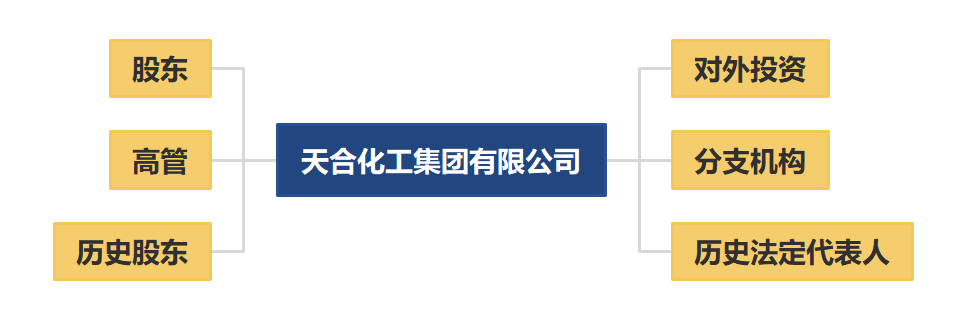 股东
高管
历史股东
天合化工集团有限公司
对外投资
分支机构
历史法定代表人